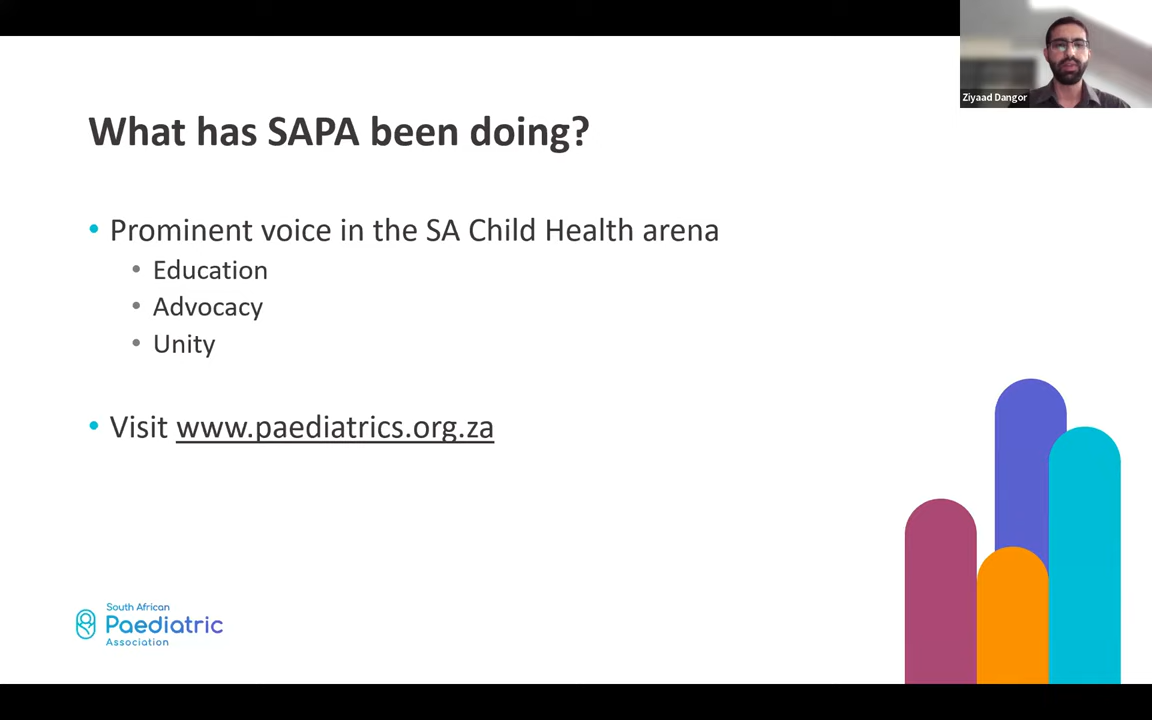 Ziyaad Dangor
What has SAPA been doing?
• Prominent voice in the SA Child Health arena
• Education
• Advocacy
• Unity
• Visit www.paediatrics.org.za
South African
Paediatric
Association